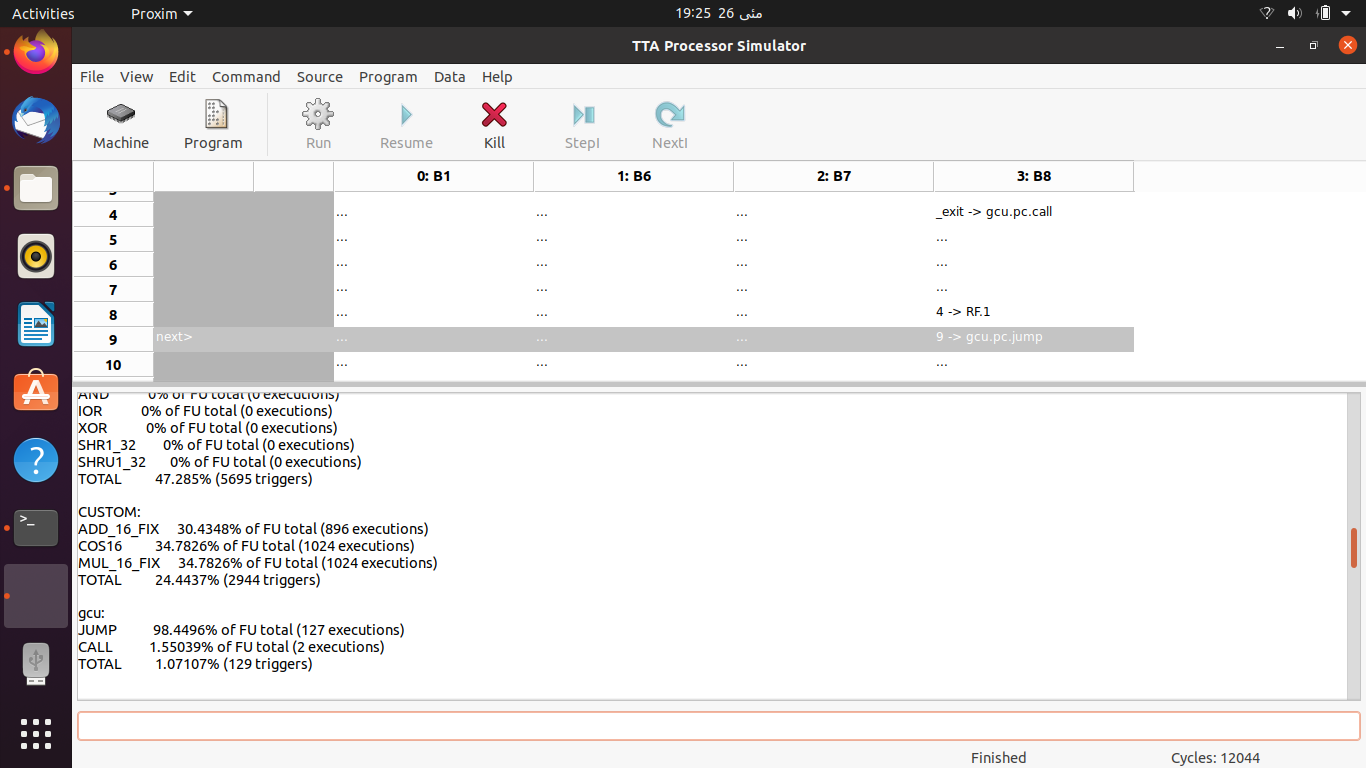 Activities Proxim 19:25 26 مئی
TTA Processor Simulator
File View Edit Command Source Program Data Help
Machine Program Run Resume Kill StepI NextI
0: B1 1: B6 2: B7 3: B8
4 ... ... ... _exit -> gcu.pc.call
5 ... ... ... ...
6 ... ... ... ...
7 ... ... ... ...
8 ... ... ... 4 -> RF.1
9 next> ... ... ... 9 -> gcu.pc.jump
10 ... ... ... ...
AND 0% of FU total (0 executions)
IOR 0% of FU total (0 executions)
XOR 0% of FU total (0 executions)
SHR1_32 0% of FU total (0 executions)
SHRU1_32 0% of FU total (0 executions)
TOTAL 47.285% (5695 triggers)
CUSTOM:
ADD_16_FIX 30.4348% of FU total (896 executions)
COS16 34.7826% of FU total (1024 executions)
MUL_16_FIX 34.7826% of FU total (1024 executions)
TOTAL 24.4437% (2944 triggers)
gcu:
JUMP 98.4496% of FU total (127 executions)
CALL 1.55039% of FU total (2 executions)
TOTAL 1.07107% (129 triggers)
Finished Cycles: 12044